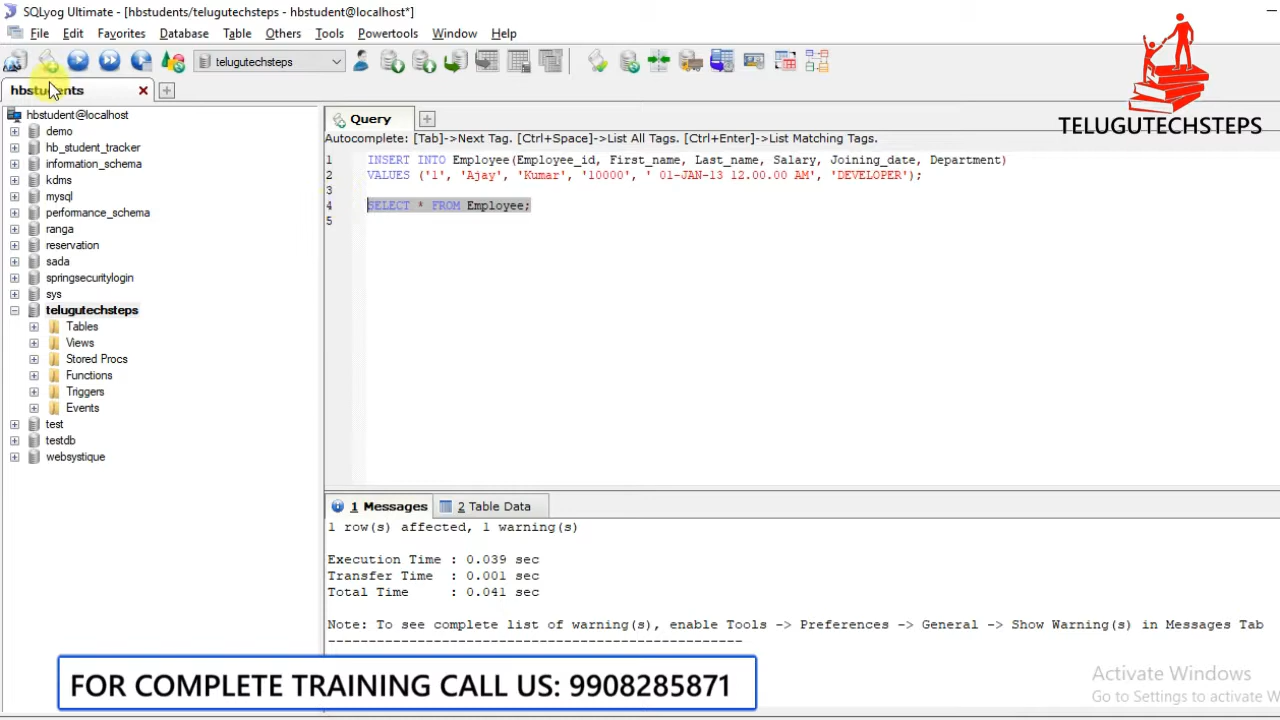 SQLyog Ultimate - [hbstudents/telugutechsteps - hbstudent@localhost*]
File Edit Favorites Database Table Others Tools Powertools Window Help
telugutechsteps
hbstudents
TELUGUTECHSTEPS
hbstudent@localhost
demo
hb_student_tracker
information_schema
kdms
mysql
performance_schema
ranga
reservation
sada
springsecuritylogin
sys
telugutechsteps
Tables
Views
Stored Procs
Functions
Triggers
Events
test
testdb
websystique
Query
Autocomplete: [Tab]->Next Tag. [Ctrl+Space]->List All Tags. [Ctrl+Enter]->List Matching Tags.
1 INSERT INTO Employee(Employee_id, First_name, Last_name, Salary, Joining_date, Department)
2 VALUES ('1', 'Ajay', 'Kumar', '10000', ' 01-JAN-13 12.00.00 AM', 'DEVELOPER');
3
4 SELECT * FROM Employee;
5
1 Messages 2 Table Data
1 row(s) affected, 1 warning(s)
Execution Time : 0.039 sec
Transfer Time : 0.001 sec
Total Time : 0.041 sec
Note: To see complete list of warning(s), enable Tools -> Preferences -> General -> Show Warning(s) in Messages Tab
--------------------------------------------------
FOR COMPLETE TRAINING CALL US: 9908285871
Activate Windows
Go to Settings to activate W